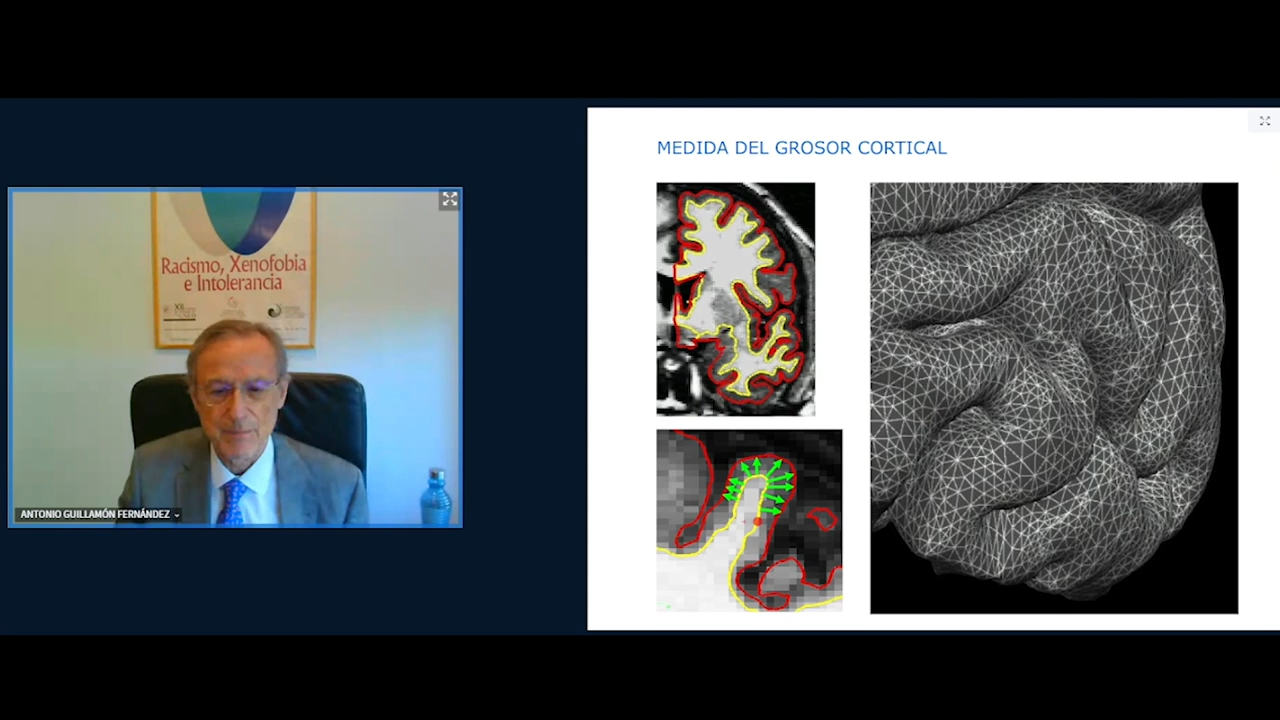 MEDIDA DEL GROSOR CORTICAL
Racismo, Xenofobia
e Intolerancia
ANTONIO GUILLAMÓN FERNÁNDEZ